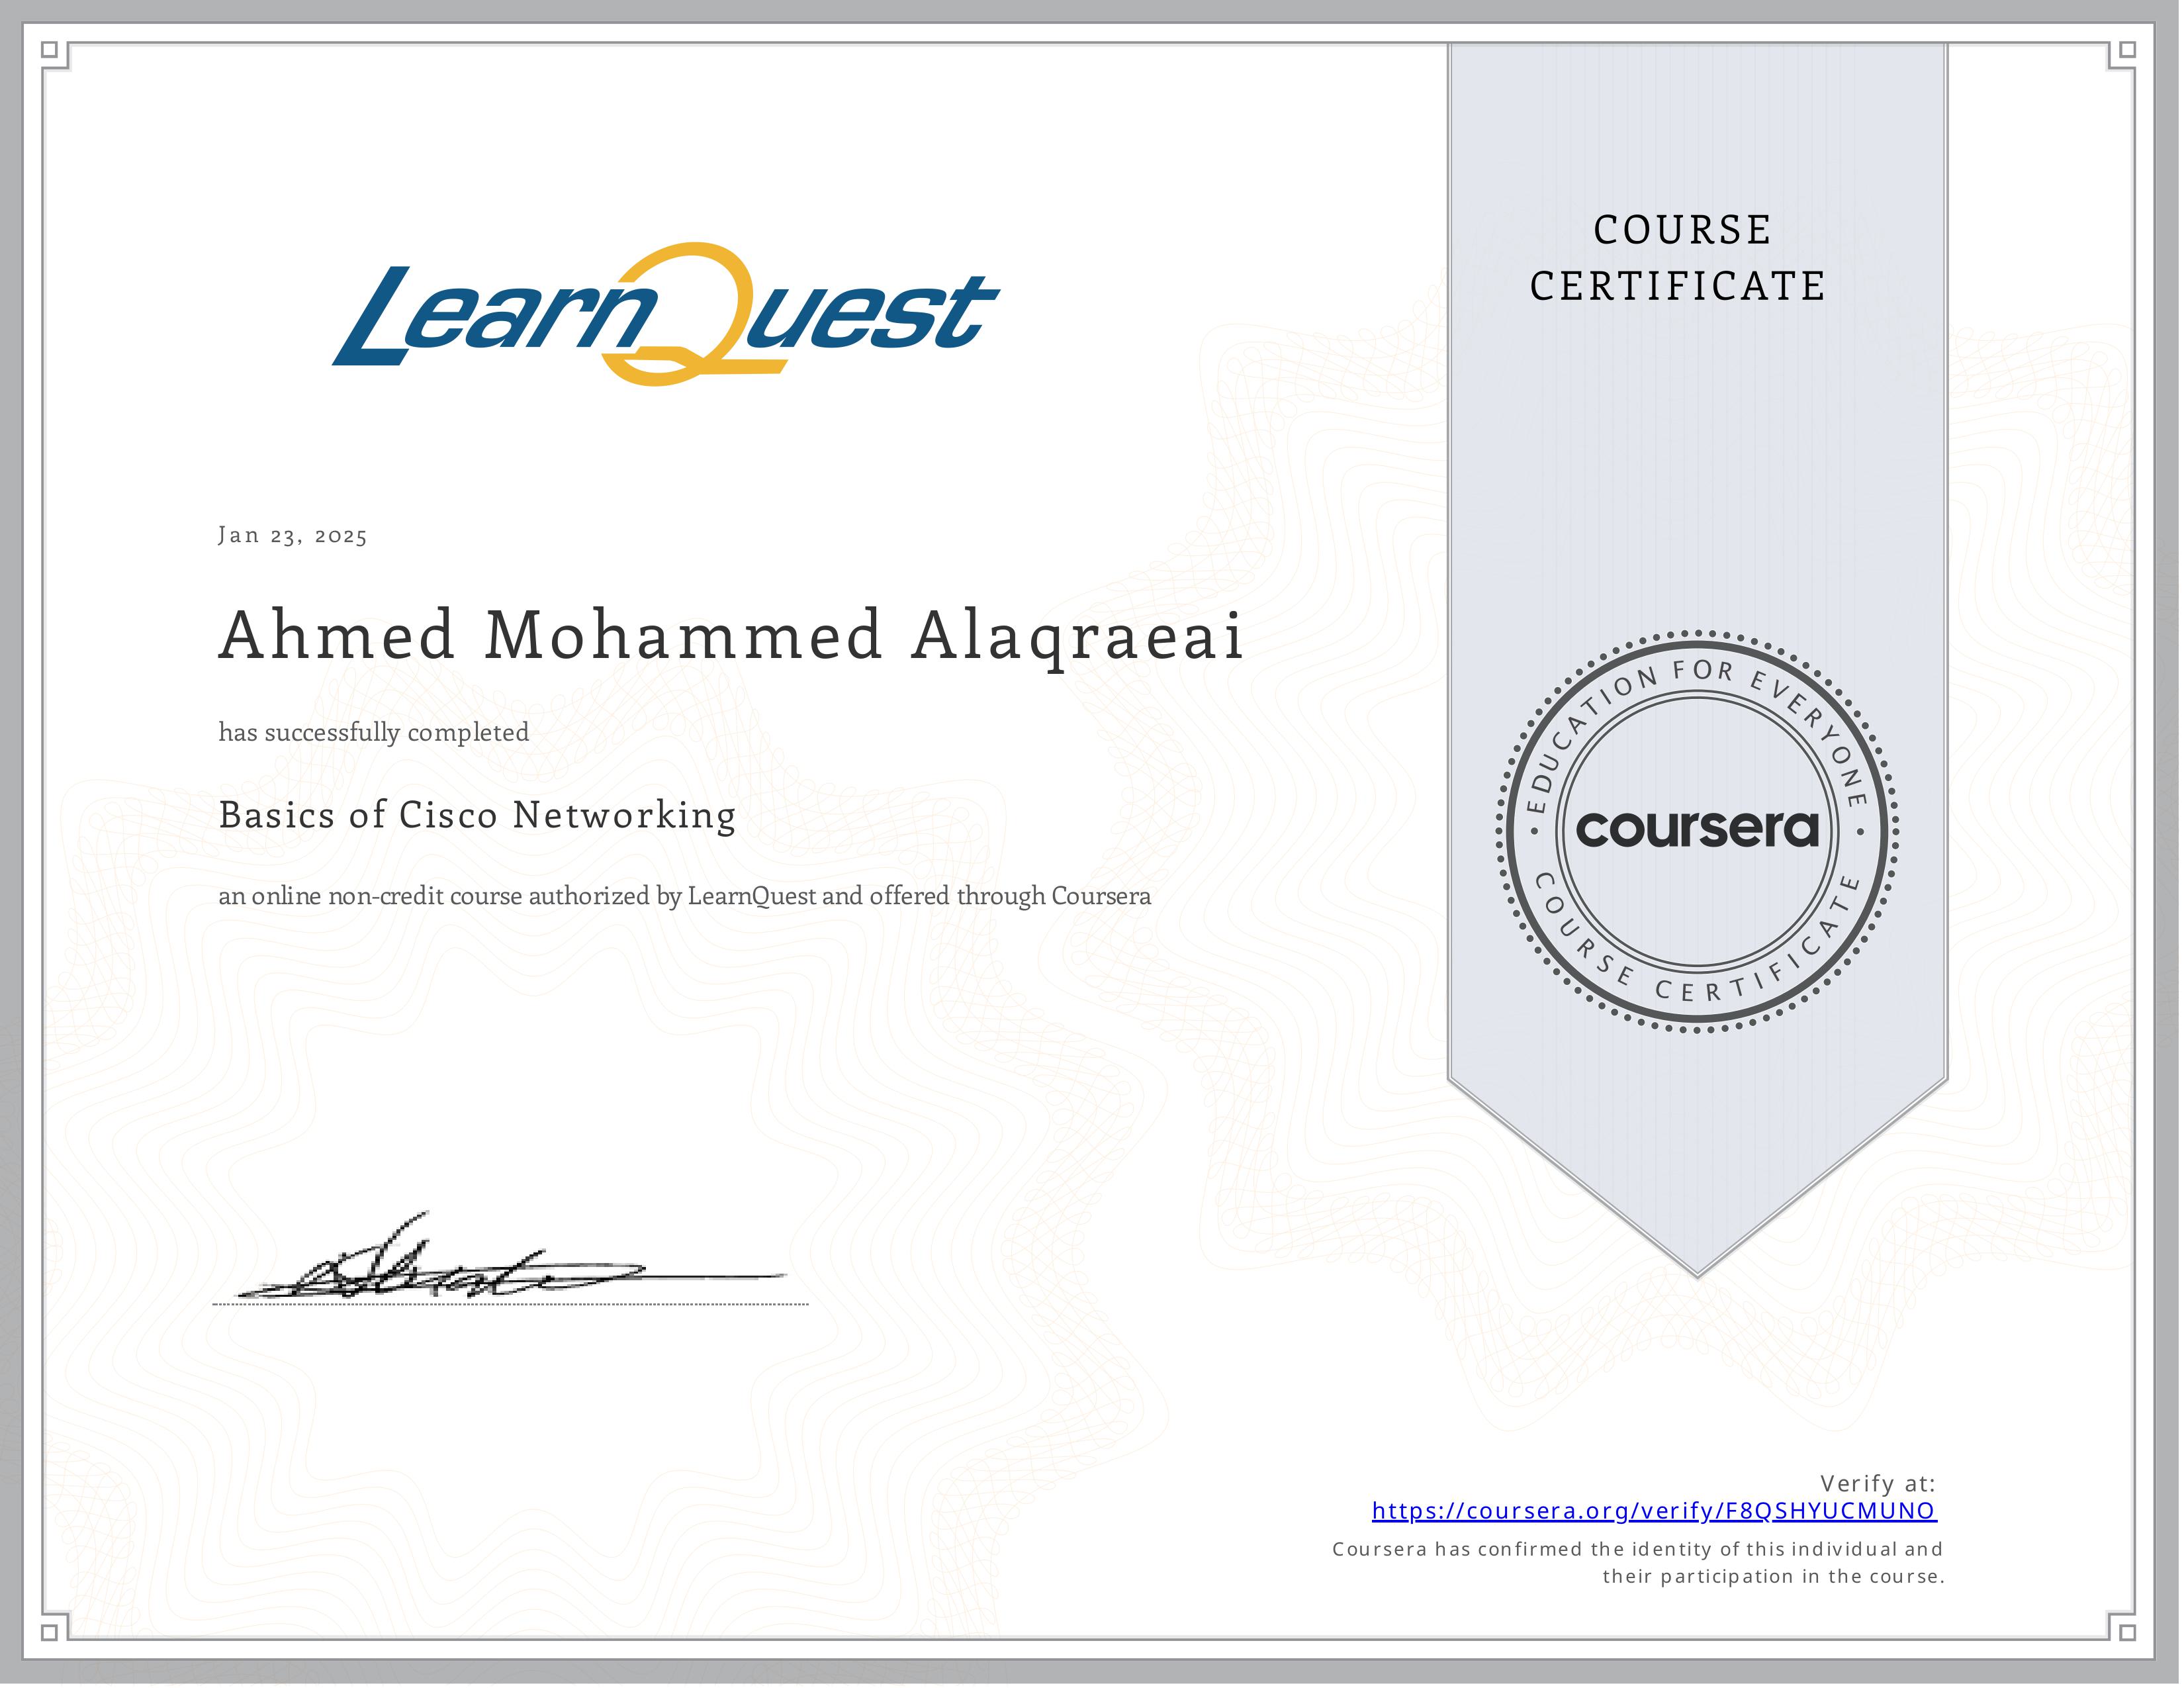 LearnQuest
COURSE
CERTIFICATE
Jan 23, 2025
Ahmed Mohammed Alaqraeai
has successfully completed
Basics of Cisco Networking
an online non-credit course authorized by LearnQuest and offered through Coursera
EDUCATION FOR EVERYONE
coursera
COURSE CERTIFICATE
Verify at:
https://coursera.org/verify/F8QSHYUCMUNO
Coursera has confirmed the identity of this individual and
their participation in the course.